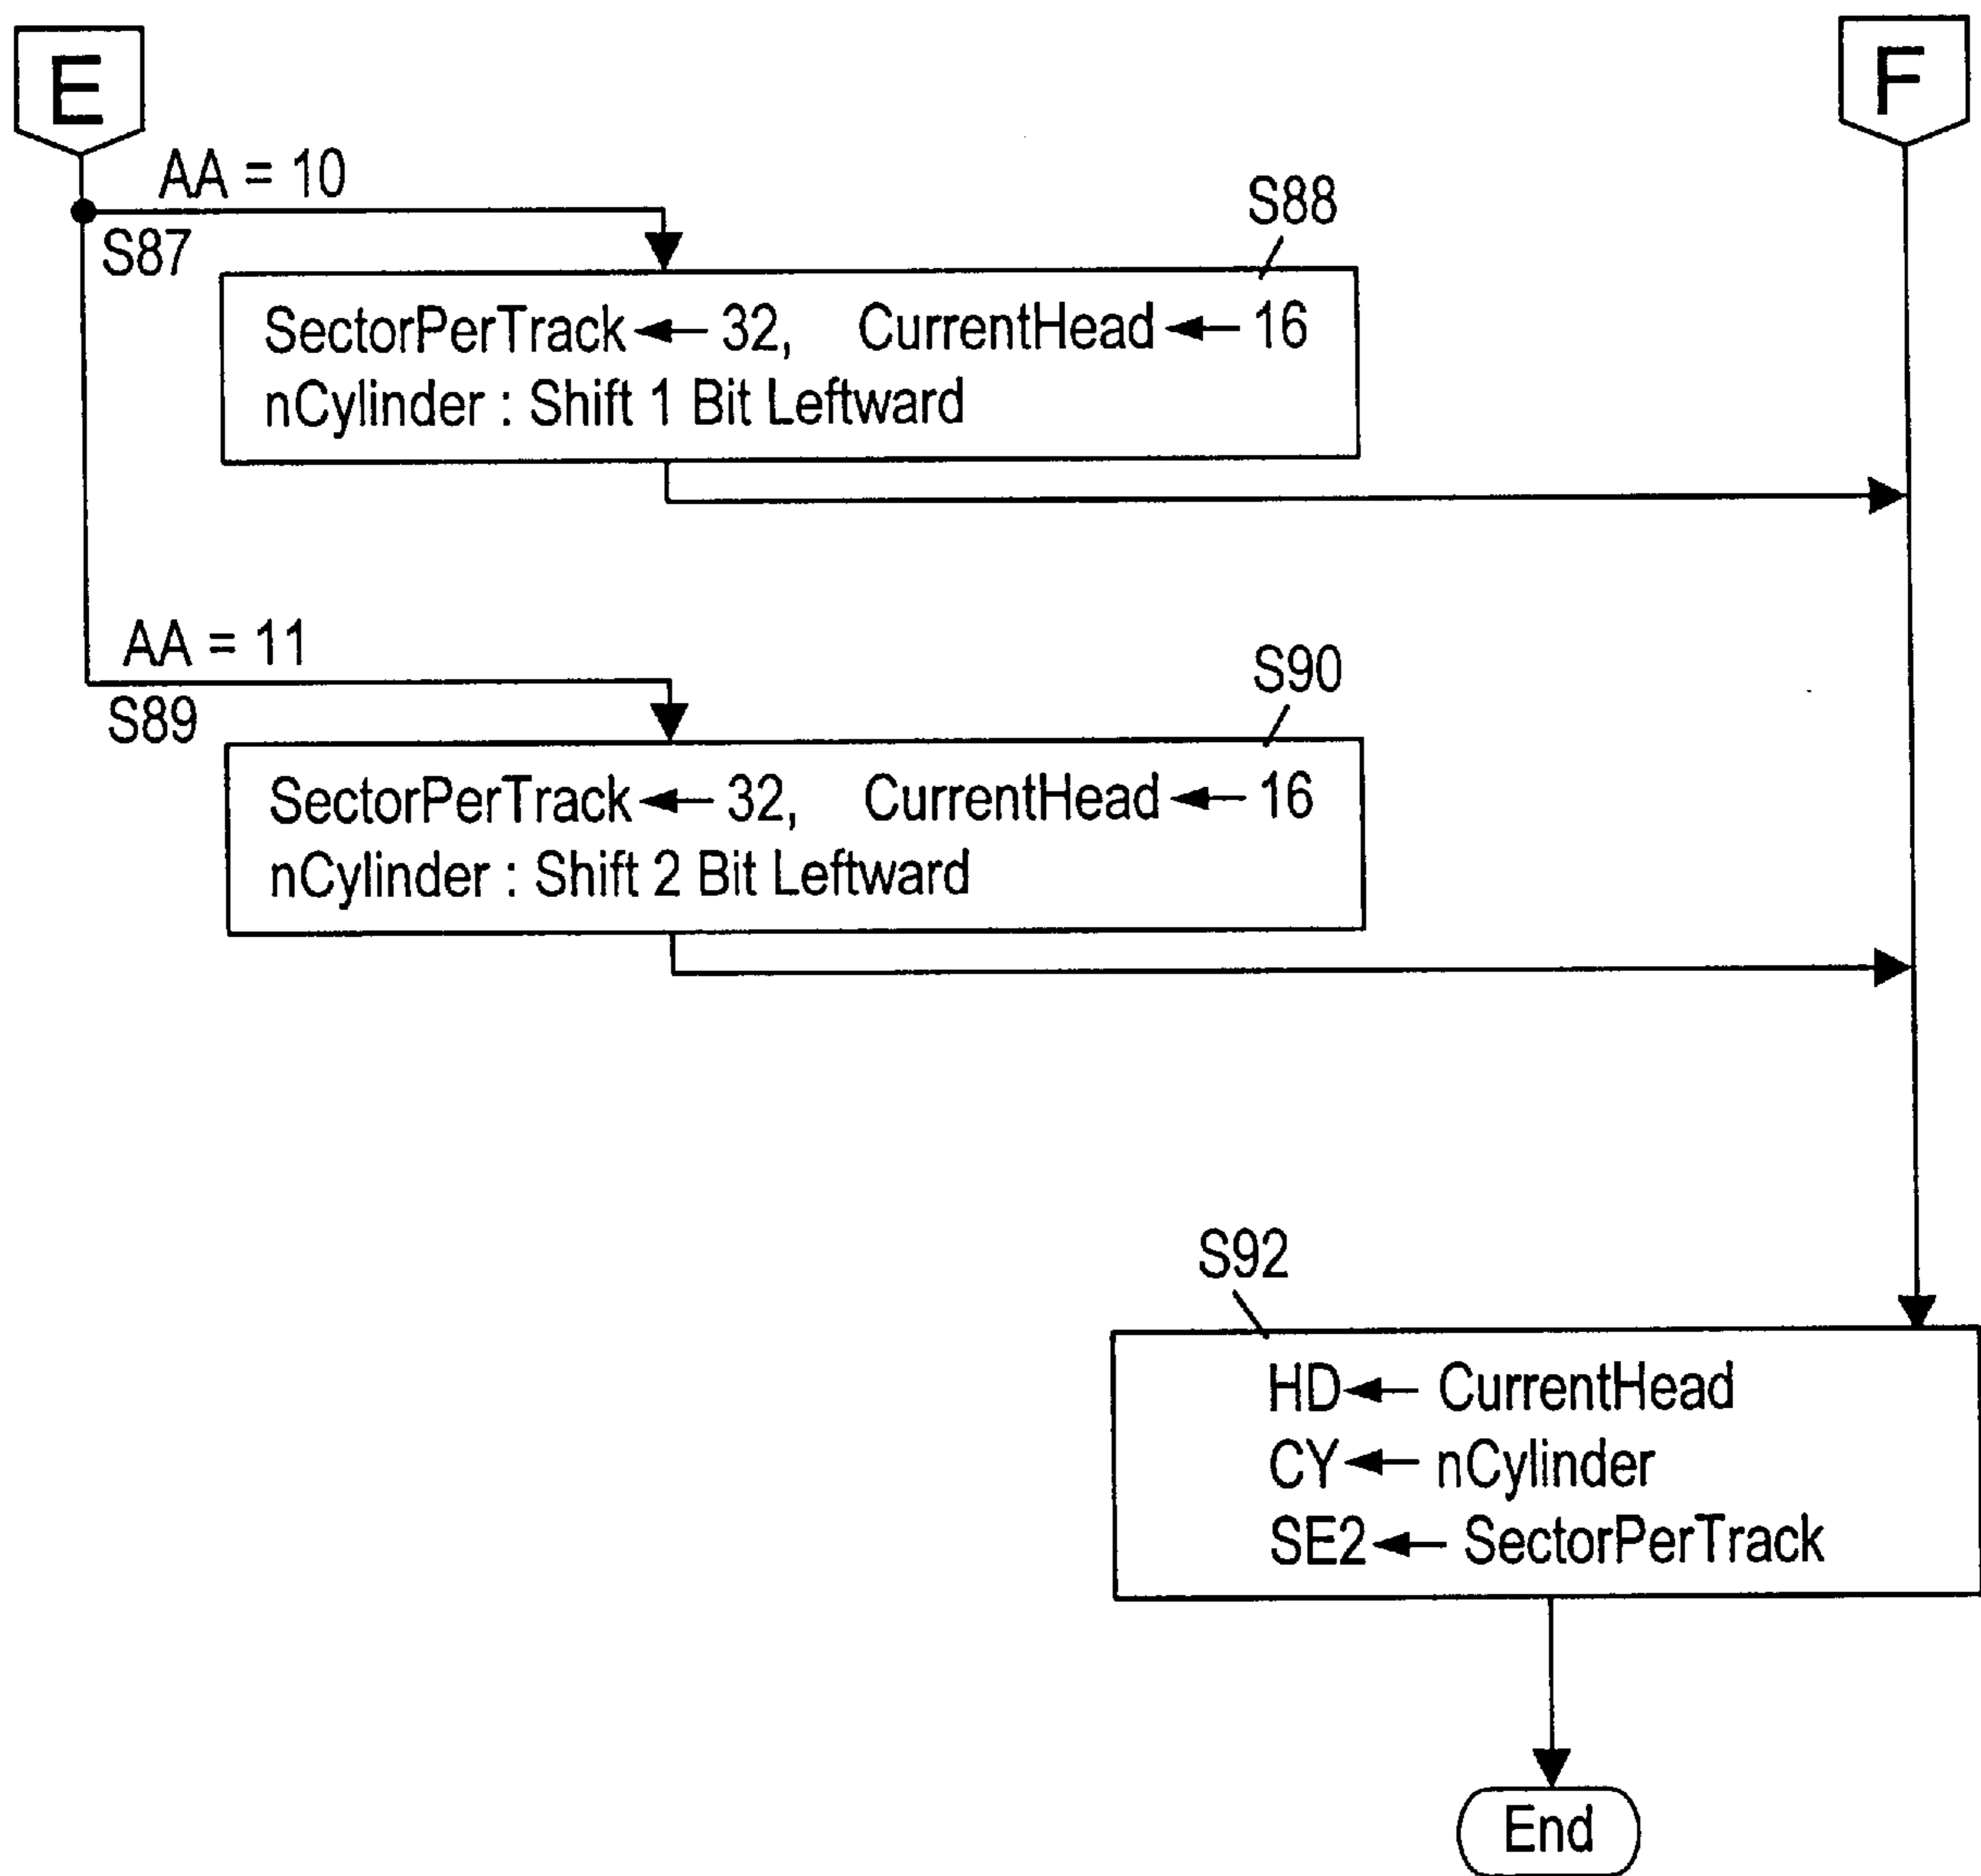 E
F
AA = 10
S87
S88
SectorPerTrack ← 32, CurrentHead ← 16
nCylinder : Shift 1 Bit Leftward
AA = 11
S89
S90
SectorPerTrack ← 32, CurrentHead ← 16
nCylinder : Shift 2 Bit Leftward
S92
HD ← CurrentHead
CY ← nCylinder
SE2 ← SectorPerTrack
End